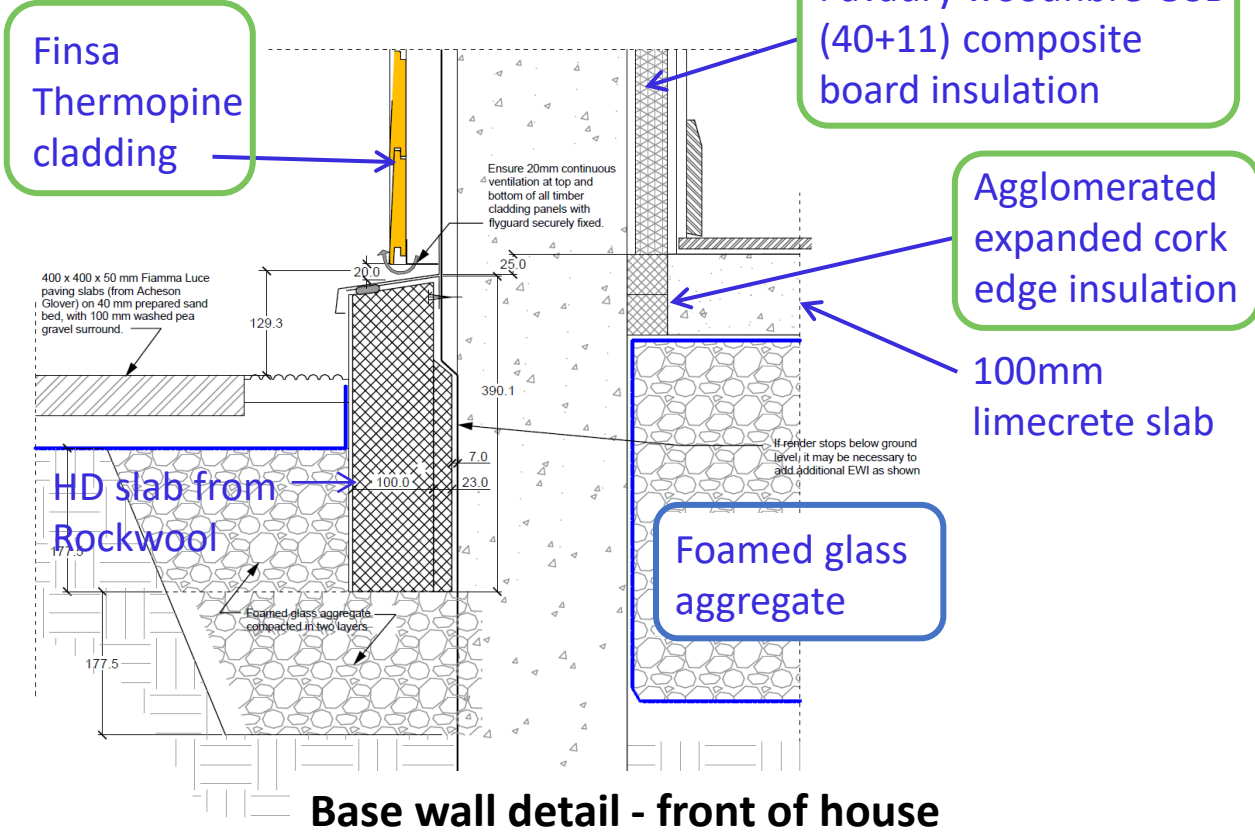 Finsa
Thermopine
cladding
(40+11) composite
board insulation
Ensure 20mm continuous
ventilation at top and
bottom of all timber
cladding panels with
flyguard securely fixed.
Agglomerated
expanded cork
edge insulation
400 x 400 x 50 mm Fiamma Luce
paving slabs (from Acheson
Glover) on 40 mm prepared sand
bed, with 100 mm washed pea
gravel surround.
20.0
25.0
129.3
390.1
100mm
limecrete slab
If render stops below ground
level, it may be necessary to
add additional EWI as shown
7.0
100.0
23.0
HD slab from
Rockwool
177.5
Foamed glass
aggregate
Foamed glass aggregate
compacted in two layers
177.5
Base wall detail - front of house